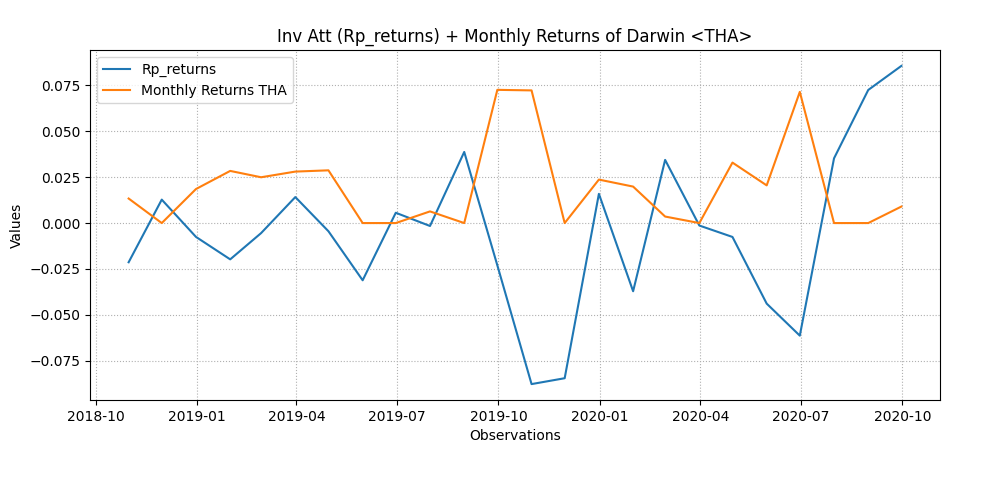 Inv Att (Rp_returns) + Monthly Returns of Darwin <THA>
Rp_returns
Monthly Returns THA
0.075
0.050
0.025
0.000
−0.025
−0.050
−0.075
Values
2018-10 2019-01 2019-04 2019-07 2019-10 2020-01 2020-04 2020-07 2020-10
Observations